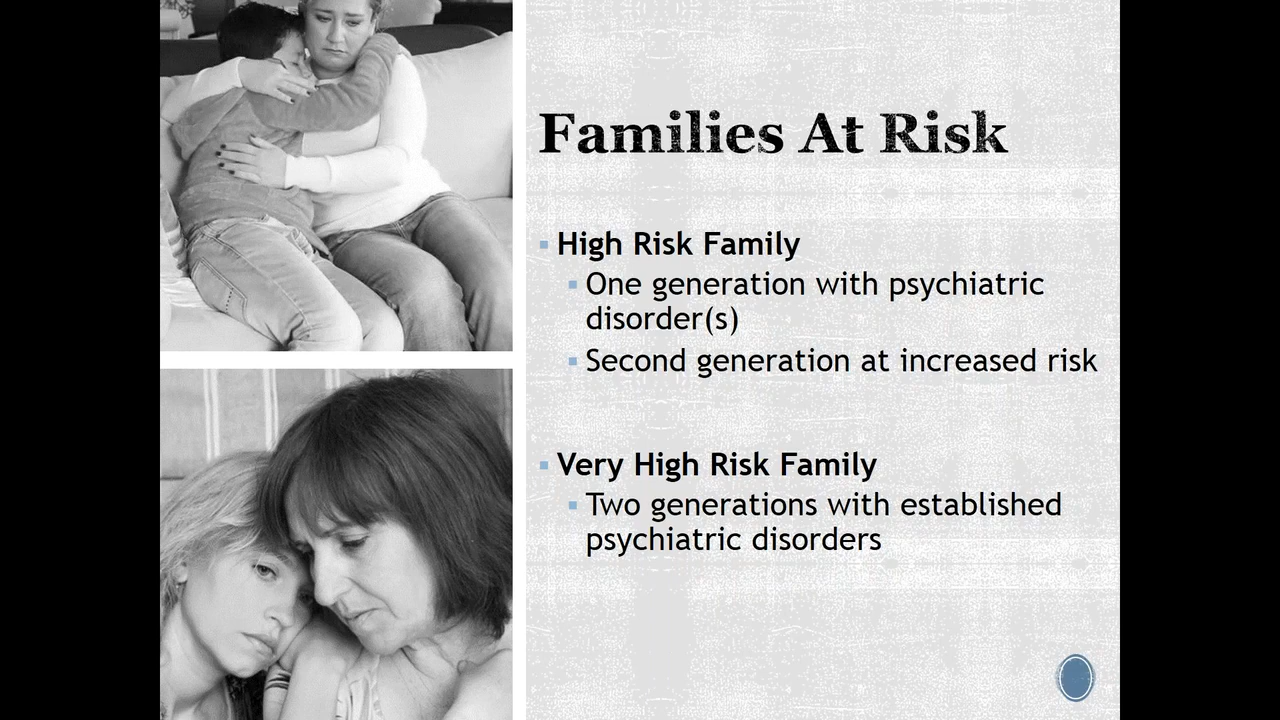 Families At Risk
High Risk Family
One generation with psychiatric
disorder(s)
Second generation at increased risk
Very High Risk Family
Two generations with established
psychiatric disorders